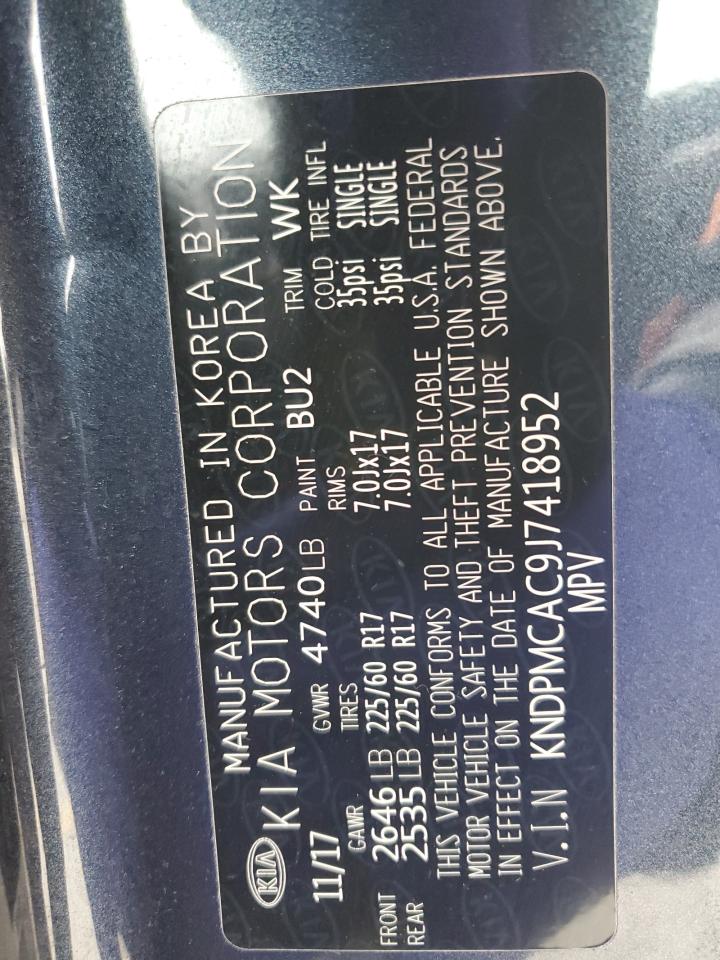 MANUFACTURED IN KOREA BY
KIA KIA MOTORS CORPORATION
11/17 GVWR 4740LB PAINT BU2 TRIM WK
GAWR TIRES RIMS COLD TIRE INFL
FRONT 2646LB 225/60 R17 7.0Jx17 35psi SINGLE
REAR 2535LB 225/60 R17 7.0Jx17 35psi SINGLE
THIS VEHICLE CONFORMS TO ALL APPLICABLE U.S.A. FEDERAL
MOTOR VEHICLE SAFETY AND THEFT PREVENTION STANDARDS
IN EFFECT ON THE DATE OF MANUFACTURE SHOWN ABOVE.
V.I.N KNDPMCAC9J7418952
MPV